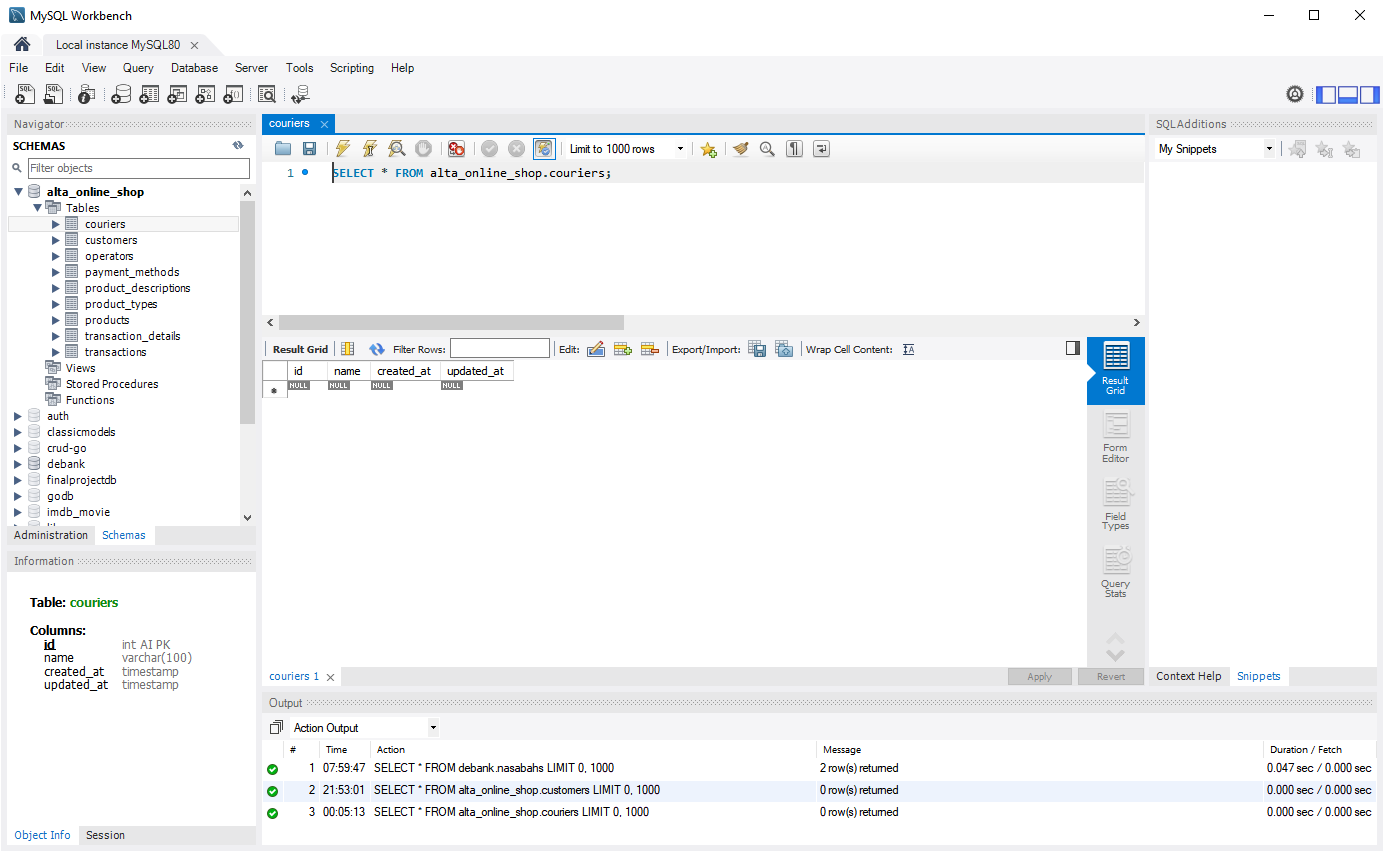 MySQL Workbench
Local instance MySQL80
File Edit View Query Database Server Tools Scripting Help
Navigator
SCHEMAS
Filter objects
alta_online_shop
Tables
couriers
customers
operators
payment_methods
product_descriptions
product_types
products
transaction_details
transactions
Views
Stored Procedures
Functions
auth
classicmodels
crud-go
debank
finalprojectdb
godb
imdb_movie
Administration Schemas
Information
Table: couriers
Columns:
id int AI PK
name varchar(100)
created_at timestamp
updated_at timestamp
Object Info Session
couriers
Limit to 1000 rows
1 SELECT * FROM alta_online_shop.couriers;
Result Grid Filter Rows: Edit: Export/Import: Wrap Cell Content:
id name created_at updated_at
NULL NULL NULL NULL
Result
Grid
Form
Editor
Field
Types
Query
Stats
couriers 1 Apply Revert
SQLAdditions
My Snippets
Context Help Snippets
Output
Action Output
# Time Action Message Duration / Fetch
1 07:59:47 SELECT * FROM debank.nasabahs LIMIT 0, 1000 2 row(s) returned 0.047 sec / 0.000 sec
2 21:53:01 SELECT * FROM alta_online_shop.customers LIMIT 0, 1000 0 row(s) returned 0.000 sec / 0.000 sec
3 00:05:13 SELECT * FROM alta_online_shop.couriers LIMIT 0, 1000 0 row(s) returned 0.000 sec / 0.000 sec